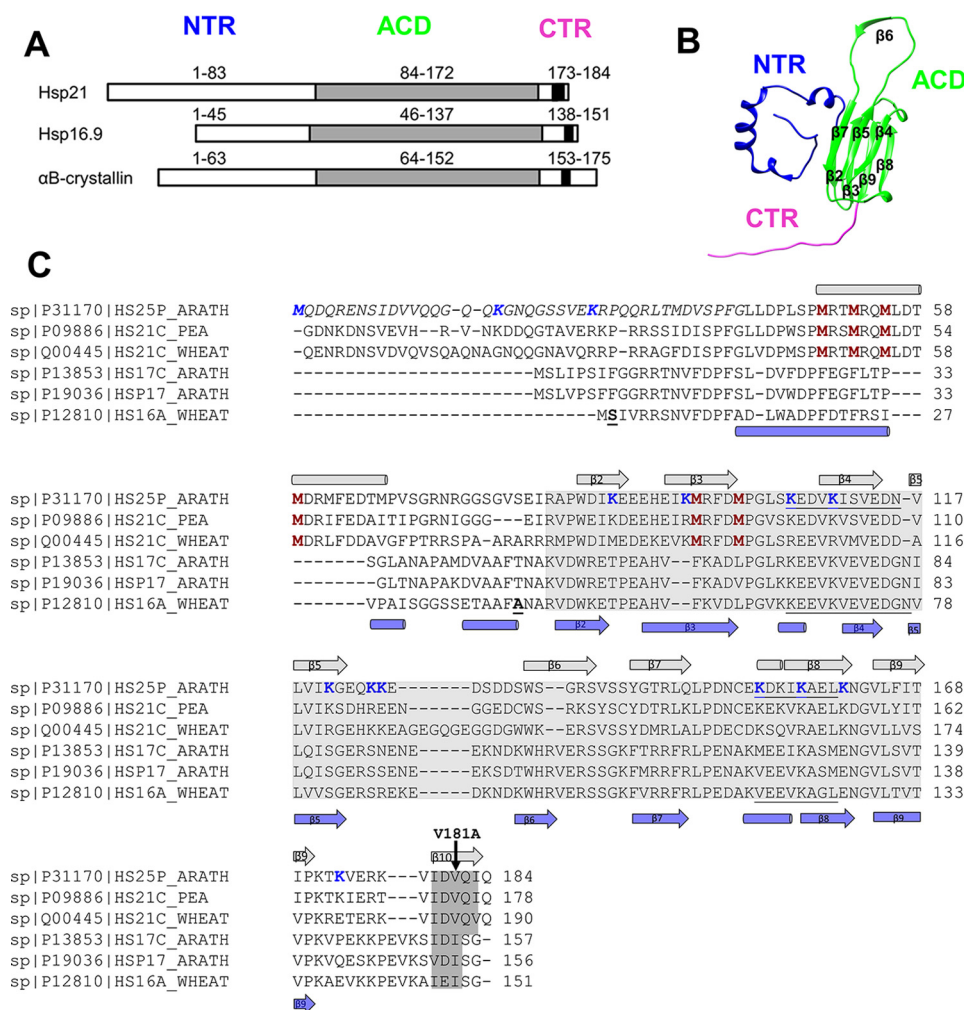 A
NTR ACD CTR
1-83 84-172 173-184
Hsp21
1-45 46-137 138-151
Hsp16.9
1-63 64-152 153-175
αB-crystallin
B
β6
NTR
ACD
β7 β5 β4
β2 β3 β9 β8
CTR
C
sp|P31170|HS25P_ARATH MQDQRENSIDVVQQG-Q-QKGNQGSSVEKRPQQRLTMDVSPFGLLDPLSPMRTMRQMLDT 58
sp|P09886|HS21C_PEA -GDNKDNSVEVH--R-V-NKDDQGTAVERKP-RRSSIDISPFGLLDPWSPMRSMRQMLDT 54
sp|Q00445|HS21C_WHEAT -QENRDNSVDVQVSQAQNAGNQQGNAVQRRP-RRAGFDISPFGLVDPMSPMRTMRQMLDT 58
sp|P13853|HS17C_ARATH -----------------------MSLIPSIFGGRRTNVFDPFSL-DVFDPFEGFLTP--- 33
sp|P19036|HSP17_ARATH -----------------------MSLVPSFFGGRRTNVFDPFSL-DVWDPFEGFLTP--- 33
sp|P12810|HS16A_WHEAT -----------------------------MSIVRRSNVFDPFAD-LWADPFDTFRSI--- 27
β2 β3 β4 β5
sp|P31170|HS25P_ARATH MDRMFEDTMPVSGRNRGGSGVSEIRAPWDIKEEEHEIKMRFDMPGLSKEDVKISVEDN-V 117
sp|P09886|HS21C_PEA MDRIFEDAITIPGRNIGGG---EIRVPWEIKDEEHEIRMRFDMPGVSKEDVKVSVEDD-V 110
sp|Q00445|HS21C_WHEAT MDRLFDDAVGFPTRRSPA-ARARRRMPWDIMEDEKEVKMRFDMPGLSREEVRVMVEDD-A 116
sp|P13853|HS17C_ARATH -------SGLANAPAMDVAAFTNAKVDWRETPEAHV--FKADLPGLRKEEVKVEVEDGNI 84
sp|P19036|HSP17_ARATH -------GLTNAPAKDVAAFTNAKVDWRETPEAHV--FKADLPGLKKEEVKVEVEDGNI 83
sp|P12810|HS16A_WHEAT -------VPAISGGSSETAAFANARVDWKETPEAHV--FKVDLPGVKKEEVKVEVEDGNV 78
β2 β3 β4 β5
β5 β6 β7 β8 β9
sp|P31170|HS25P_ARATH LVIKGEQKKE------DSDDSWS-GRSVSSYGTRLQLPDNCEKDKIKAELKNGVLFIT 168
sp|P09886|HS21C_PEA LVIKSDHREEN-----GGEDCWS--RKSYSCYDTRLKLPDNCEKEKVKAELKDGVLYIT 162
sp|Q00445|HS21C_WHEAT LVIRGEHKKEAGEGQGEGGDGWWK-ERSVSSYDMRLALPDECDKSQVRAELKNGVLLVS 174
sp|P13853|HS17C_ARATH LQISGERSNENE-----EKNDKWHRVERSSGKFTRRFRLPENAKMEEIKASMENGVLSVT 139
sp|P19036|HSP17_ARATH LQISGERSSENE-----EKSDTWHRVERSSGKFMRRFRLPENAKVEEVKASMENGVLSVT 138
sp|P12810|HS16A_WHEAT LVVSGERSREKE-----DKNDKWHRVERSSGKFVRRFRLPEDAKVEEVKAGLENGVLTVT 133
β5 β6 β7 β8 β9
V181A
β9 β10
sp|P31170|HS25P_ARATH IPKTKVERK---VIDVQIQ 184
sp|P09886|HS21C_PEA IPKTKIERT---VIDVQIQ 178
sp|Q00445|HS21C_WHEAT VPKRETERK---VIDVQVQ 190
sp|P13853|HS17C_ARATH VPKVPEKKPEVKSIDISG- 157
sp|P19036|HSP17_ARATH VPKVQESKPEVKSVDISG- 156
sp|P12810|HS16A_WHEAT VPKAEVKKPEVKAIEISG- 151
β9